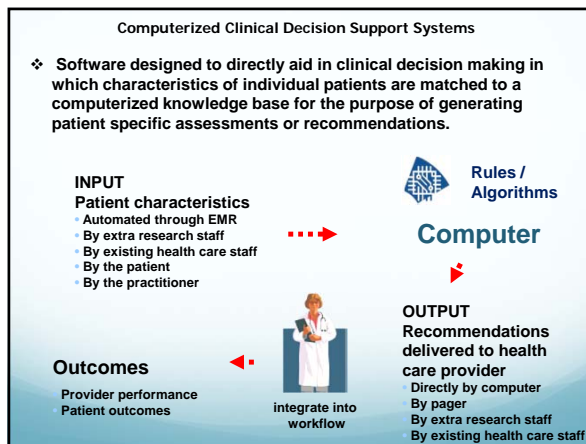 Computerized Clinical Decision Support Systems
❖ Software designed to directly aid in clinical decision making in
which characteristics of individual patients are matched to a
computerized knowledge base for the purpose of generating
patient specific assessments or recommendations.
INPUT
Patient characteristics
• Automated through EMR
• By extra research staff
• By existing health care staff
• By the patient
• By the practitioner
Rules /
Algorithms
Computer
OUTPUT
Recommendations
delivered to health
care provider
• Directly by computer
• By pager
By extra research staff
• By existing health care staff
integrate into
workflow
Outcomes
Provider performance
• Patient outcomes